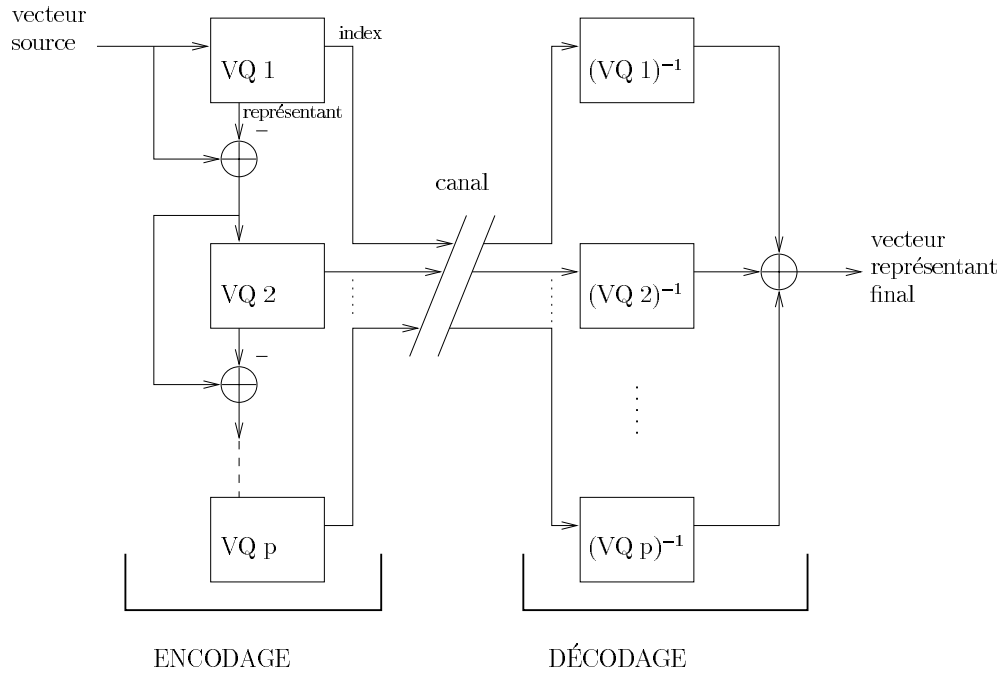 vecteur
source
VQ 1
index
représentant
−
VQ 2
−
VQ p
canal
(VQ 1)⁻¹
(VQ 2)⁻¹
(VQ p)⁻¹
vecteur
représentant
final
ENCODAGE
DÉCODAGE